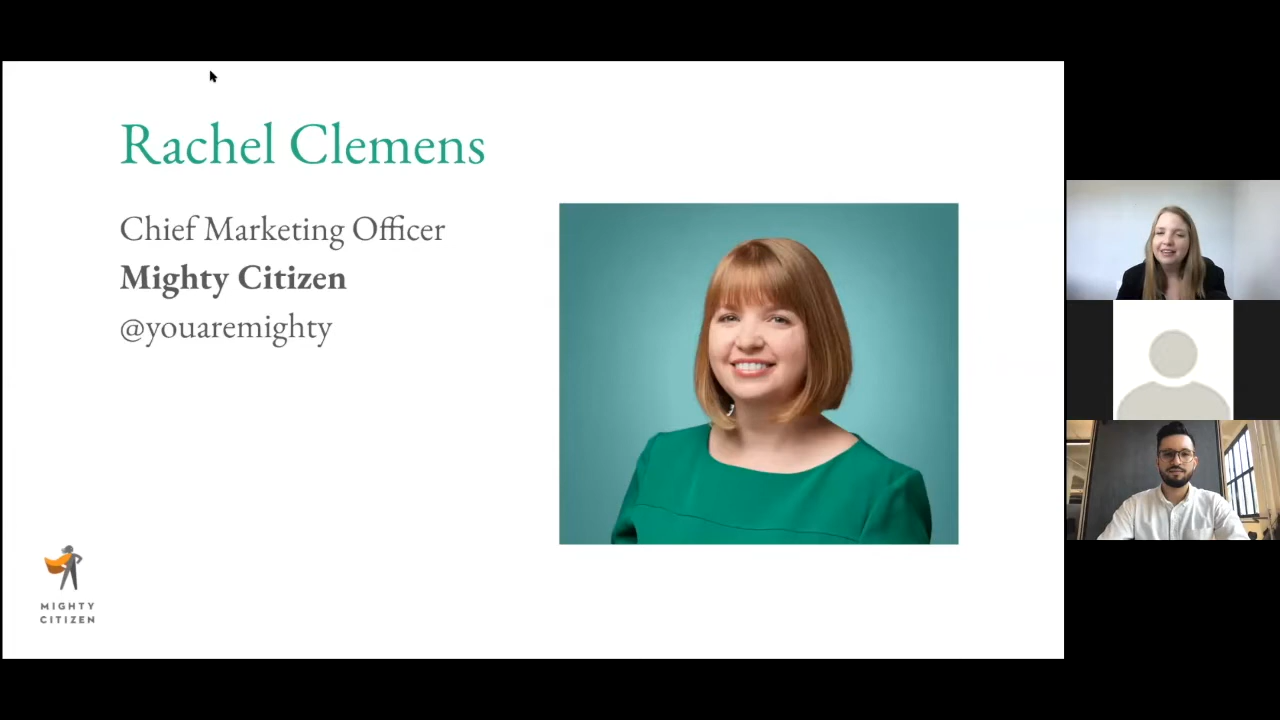 Rachel Clemens
Chief Marketing Officer
Mighty Citizen
@youaremighty
MIGHTY
CITIZEN